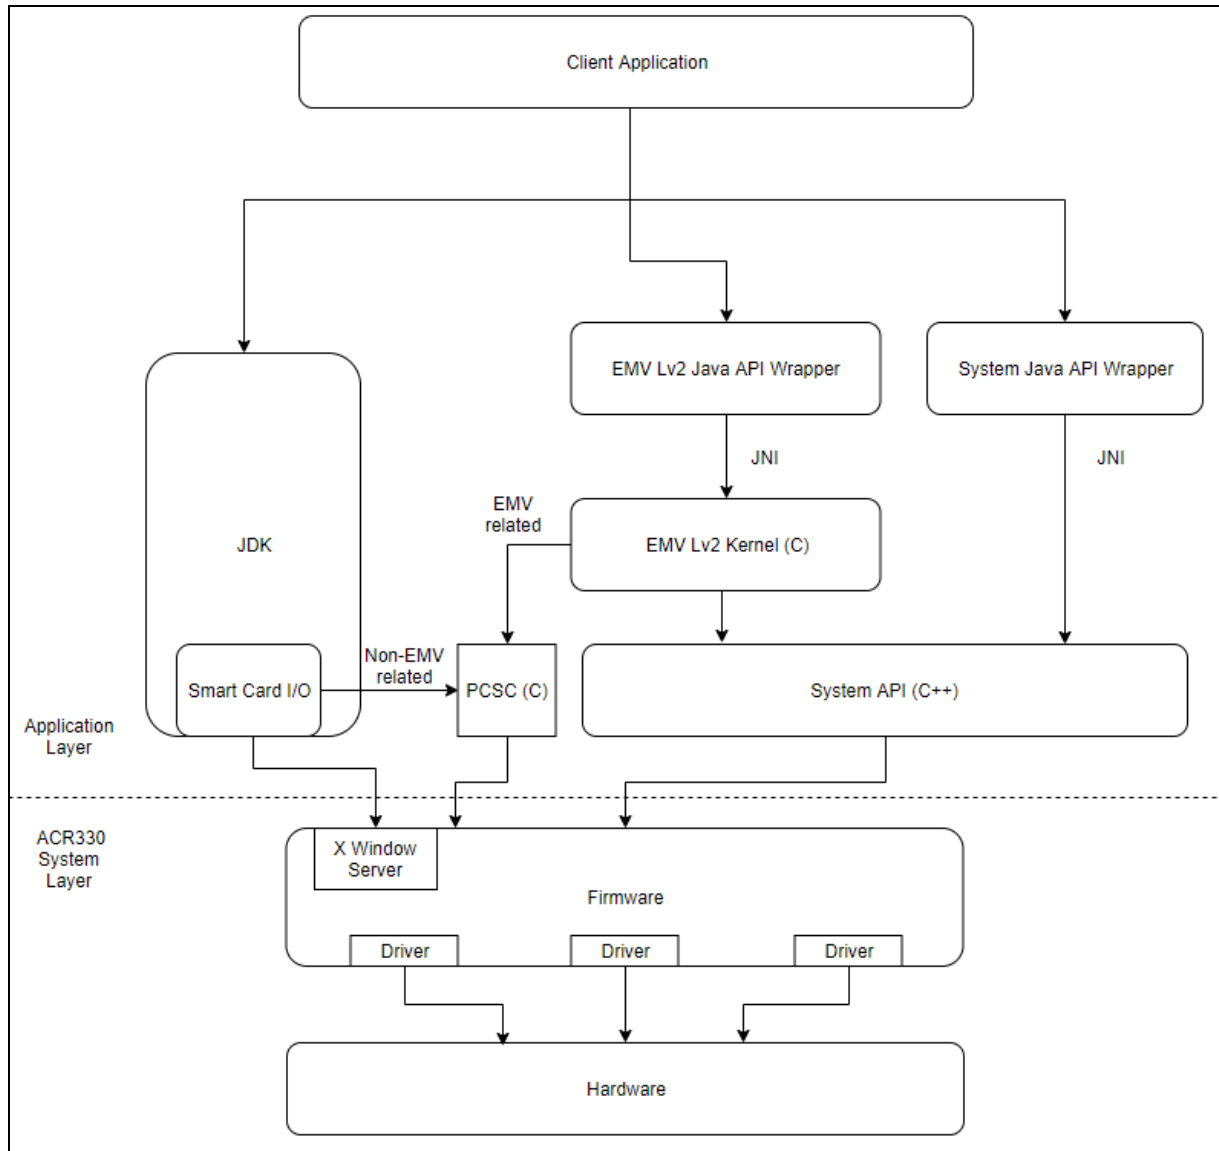 Client Application
EMV Lv2 Java API Wrapper
System Java API Wrapper
JNI
JNI
EMV
related
JDK
EMV Lv2 Kernel (C)
Non-EMV
related
Smart Card I/O
PCSC (C)
System API (C++)
Application
Layer
ACR330
System
Layer
X Window
Server
Firmware
Driver
Driver
Driver
Hardware